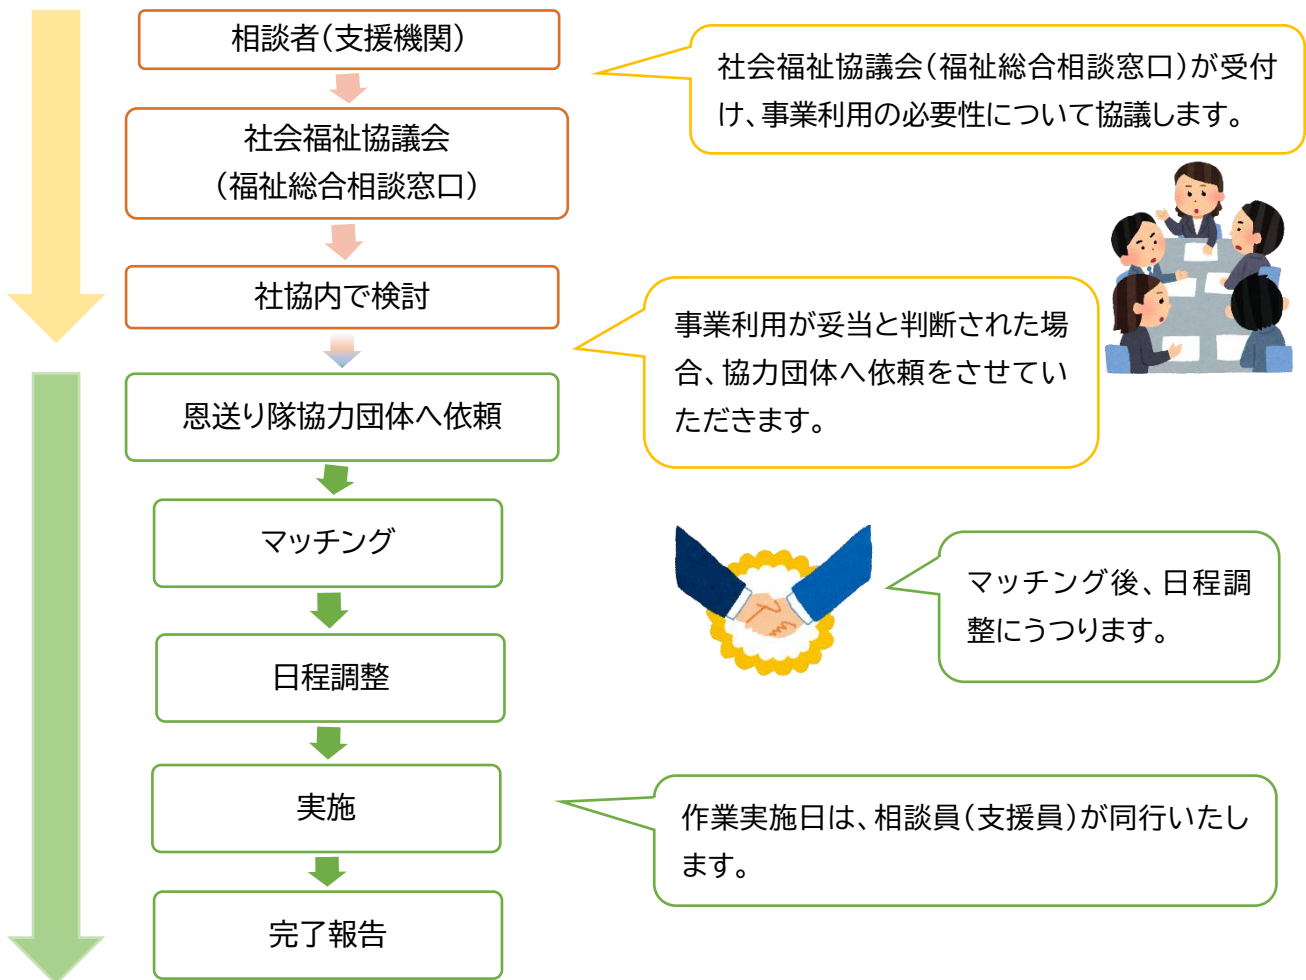 相談者（支援機関）
社会福祉協議会（福祉総合相談窓口）が受付
け、事業利用の必要性について協議します。
社会福祉協議会
（福祉総合相談窓口）
社協内で検討
事業利用が妥当と判断された場
合、協力団体へ依頼をさせてい
ただきます。
恩送り隊協力団体へ依頼
マッチング
マッチング後、日程調
整にうつります。
日程調整
実施
作業実施日は、相談員（支援員）が同行いたし
ます。
完了報告